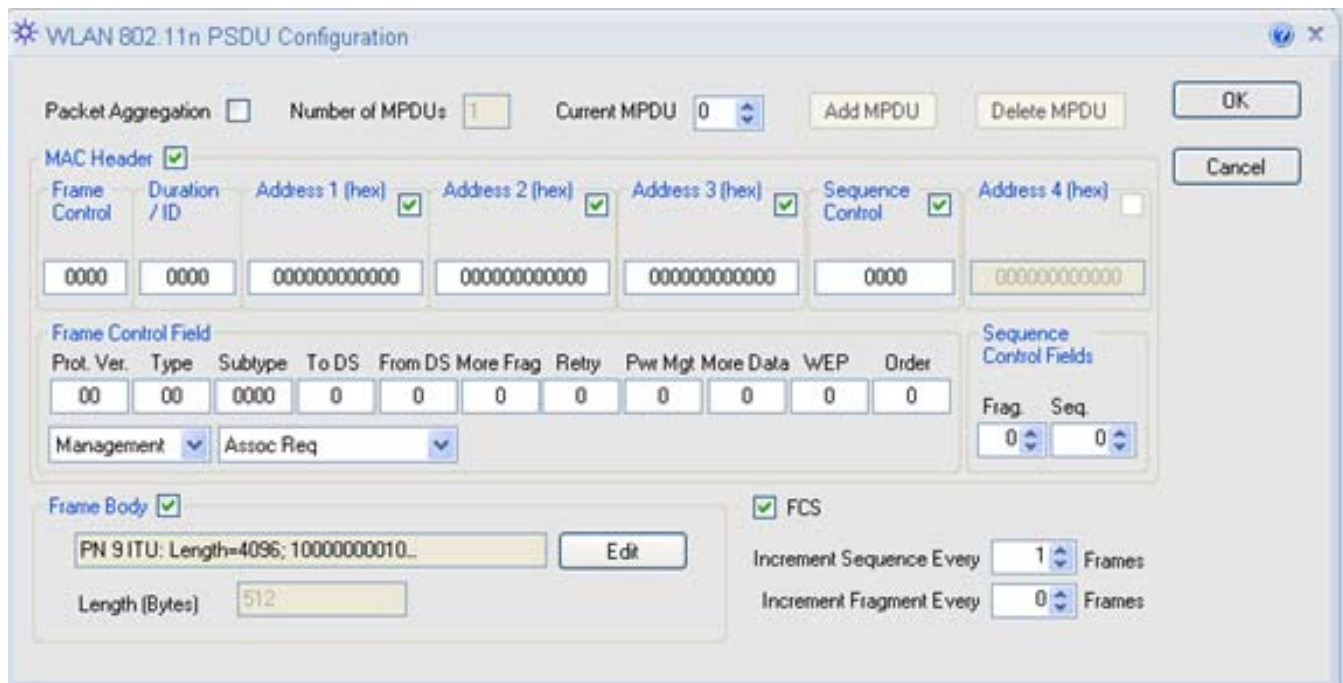 WLAN 802.11n PSDU Configuration
Packet Aggregation Number of MPDUs 1 Current MPDU 0 Add MPDU Delete MPDU OK
Cancel
MAC Header
Frame Control Duration / ID Address 1 (hex) Address 2 (hex) Address 3 (hex) Sequence Control Address 4 (hex)
0000 0000 000000000000 000000000000 000000000000 0000 000000000000
Frame Control Field
Prot. Ver. Type Subtype To DS From DS More Frag Retry Pwr Mgt More Data WEP Order
00 00 0000 0 0 0 0 0 0 0 0
Management Assoc Req
Sequence
Control Fields
Frag. Seq.
0 0
Frame Body
PN 9 ITU: Length=4096; 10000000010... Edit
Length (Bytes) 512
FCS
Increment Sequence Every 1 Frames
Increment Fragment Every 0 Frames